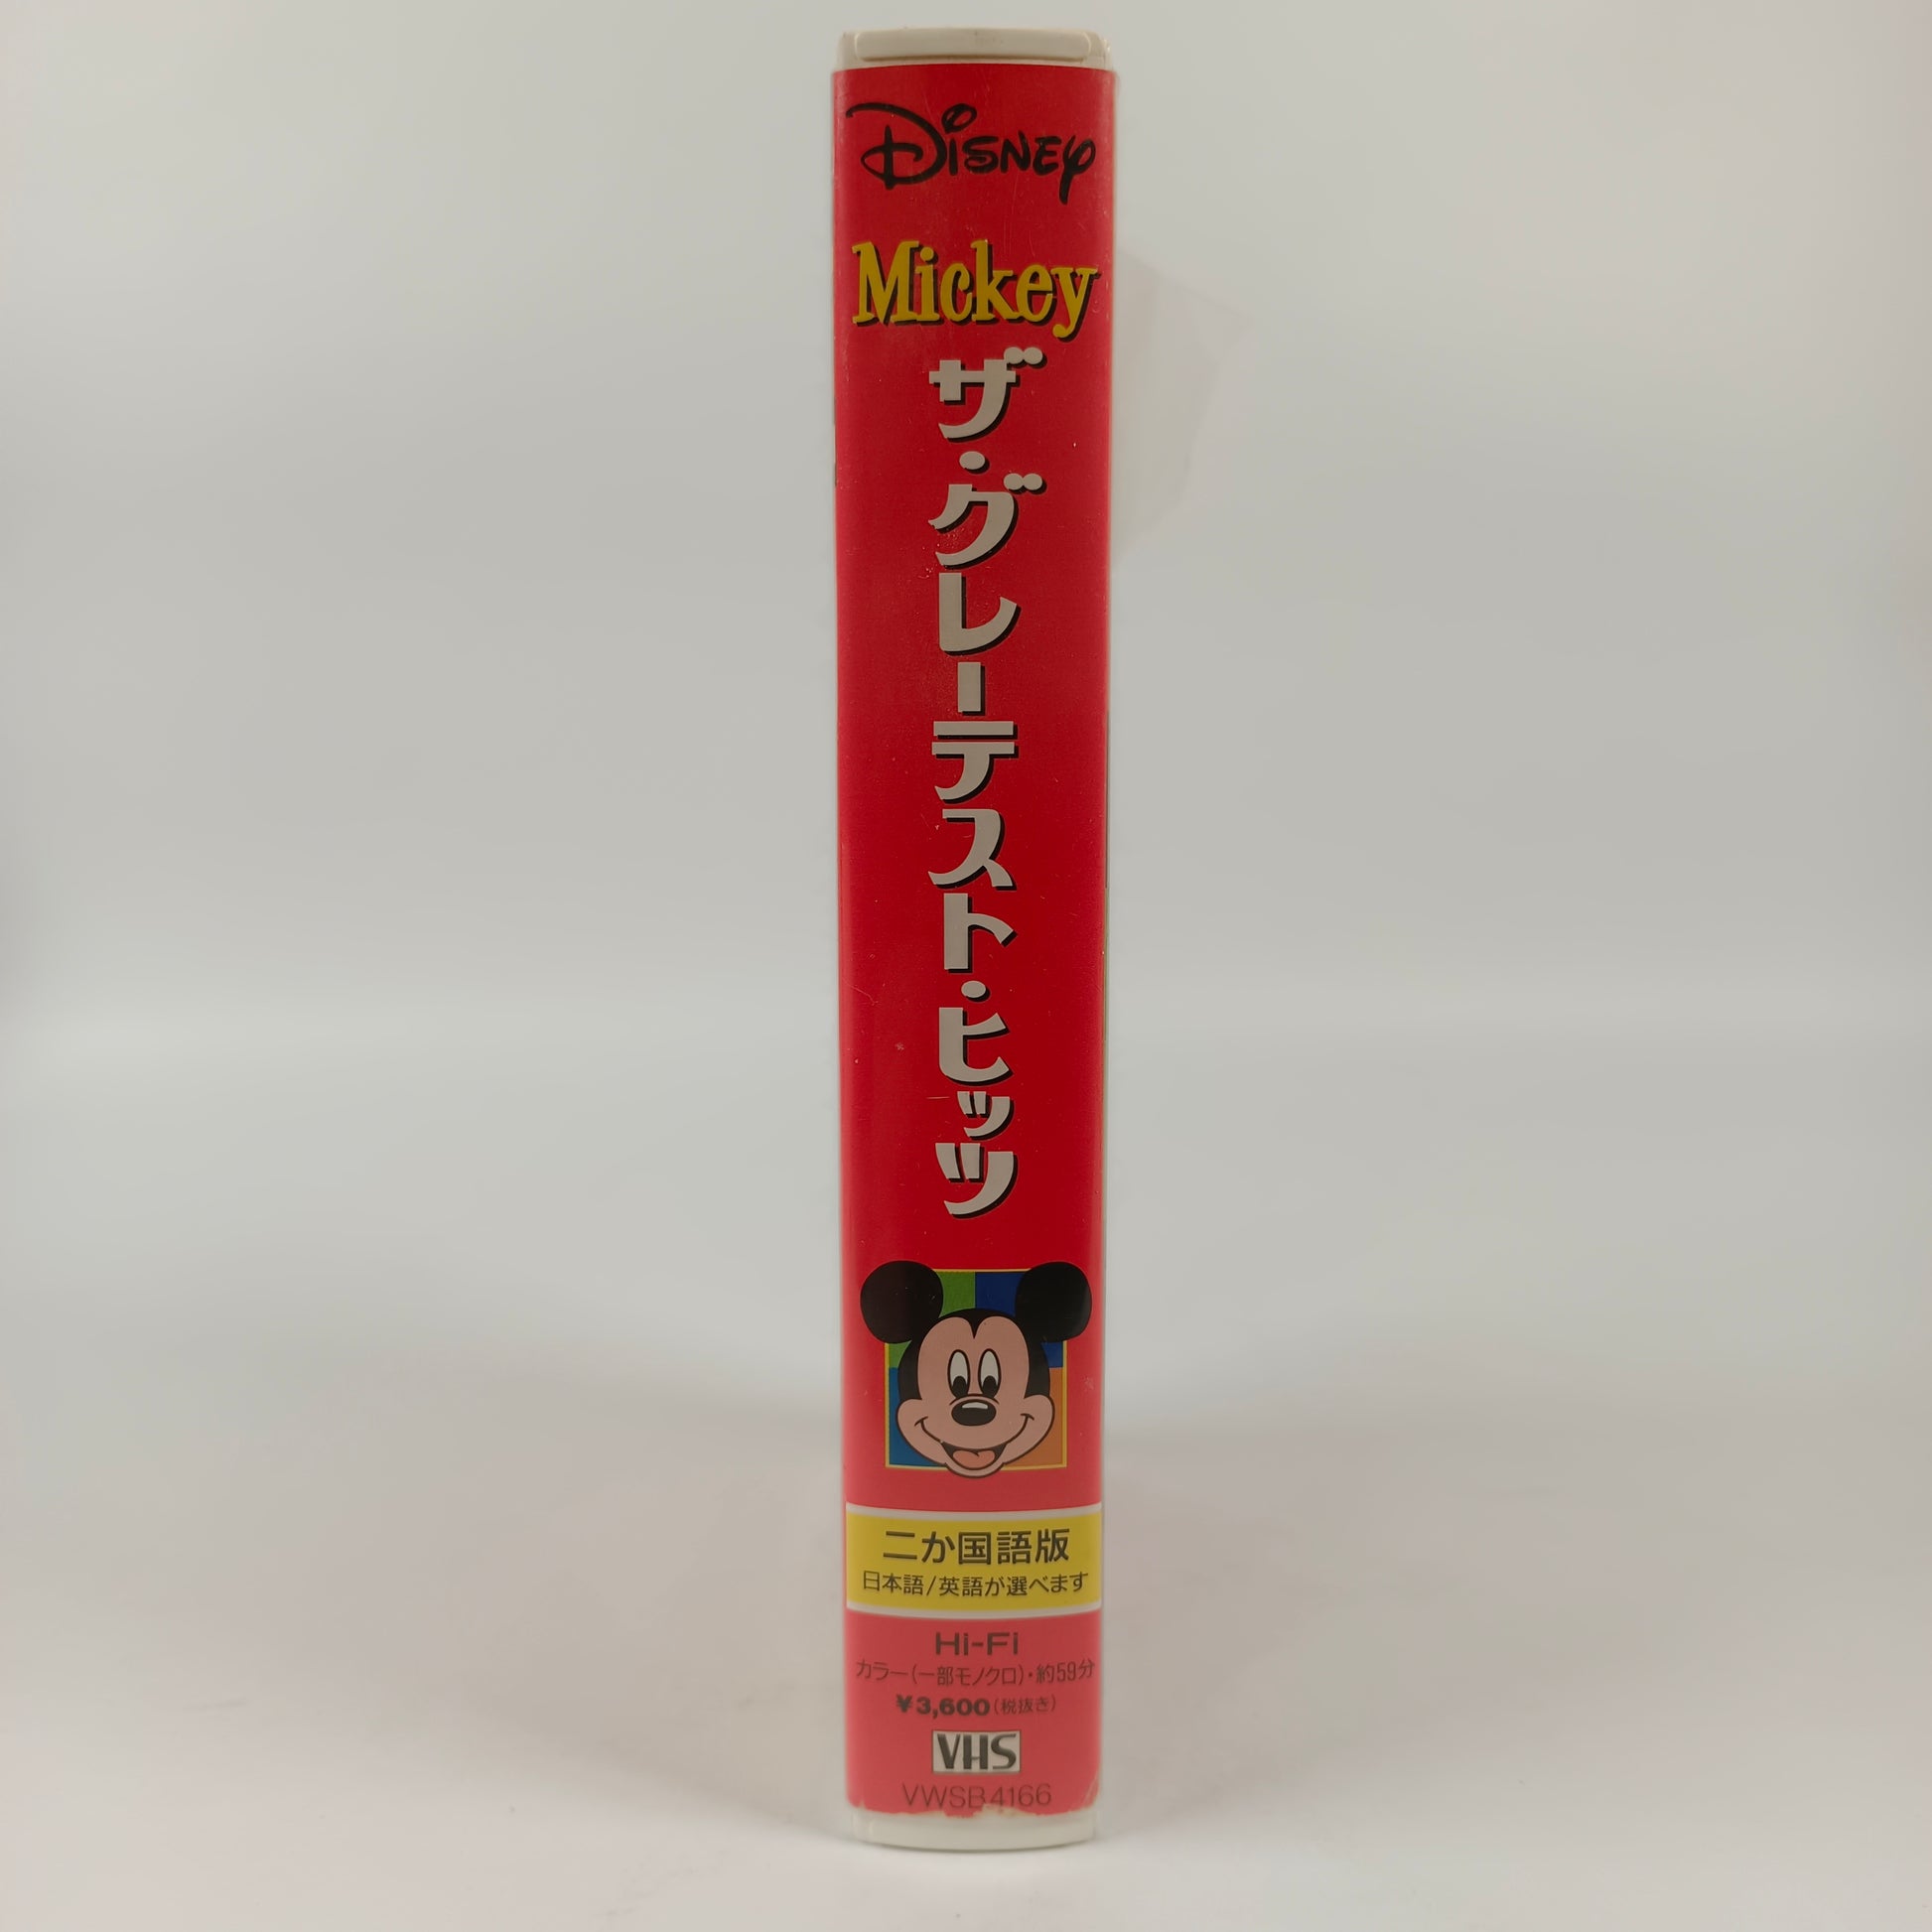 Disney
Mickey
ザ・グレーテスト・ヒッツ
二か国語版
日本語/英語が選べます
Hi-Fi
カラー(一部モノクロ)・約59分
¥3,600(税抜き)
VHS
VWSB4166